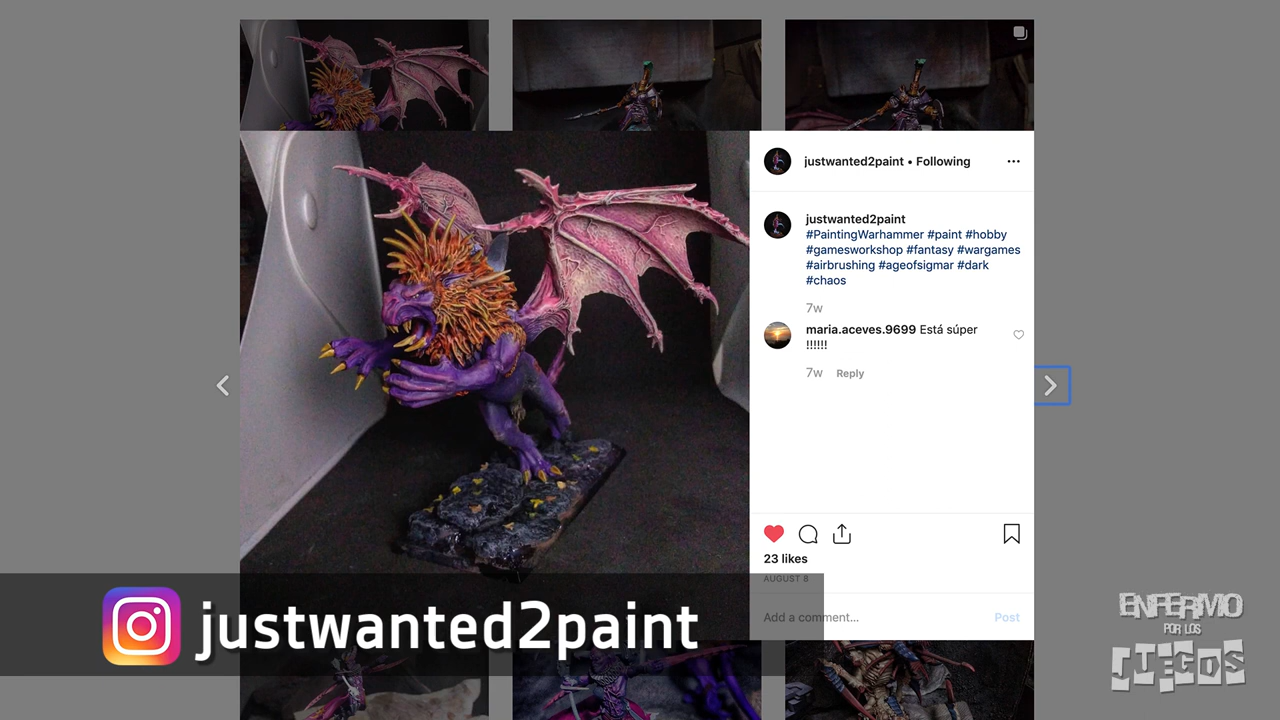 justwanted2paint • Following
justwanted2paint
#PaintingWarhammer #paint #hobby
#gamesworkshop #fantasy #wargames
#airbrushing #ageofsigmar #dark
#chaos
7w
maria.aceves.9699 Está súper
!!!!!!
7w Reply
23 likes
AUGUST 8
Add a comment... Post
justwanted2paint
ENFERMO
POR LOS
JUEGOS